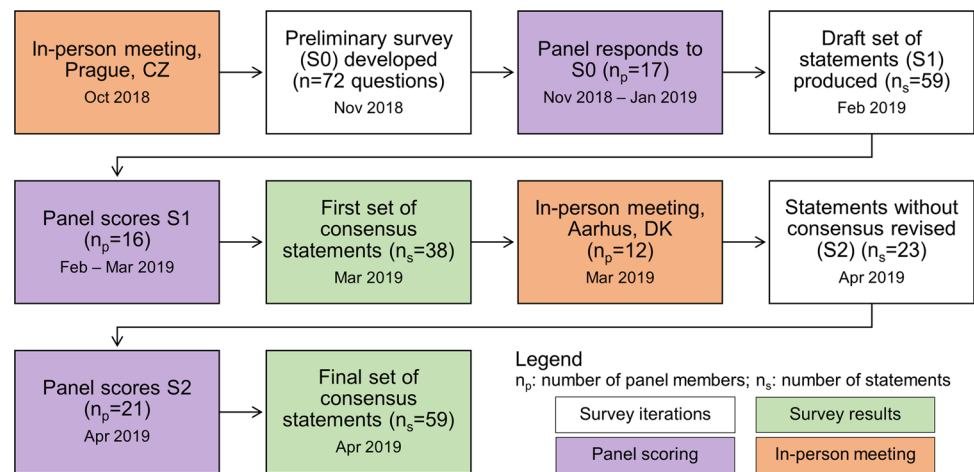 In-person meeting,
Prague, CZ
Oct 2018
Preliminary survey
(S0) developed
(n=72 questions)
Nov 2018
Panel responds to
S0 (nₚ=17)
Nov 2018 – Jan 2019
Draft set of
statements (S1)
produced (nₛ=59)
Feb 2019
Panel scores S1
(nₚ=16)
Feb – Mar 2019
First set of
consensus
statements (nₛ=38)
Mar 2019
In-person meeting,
Aarhus, DK
(nₚ=12)
Mar 2019
Statements without
consensus revised
(S2) (nₛ=23)
Apr 2019
Panel scores S2
(nₚ=21)
Apr 2019
Final set of
consensus
statements (nₛ=59)
Apr 2019
Legend
nₚ: number of panel members; nₛ: number of statements
Survey iterations
Survey results
Panel scoring
In-person meeting